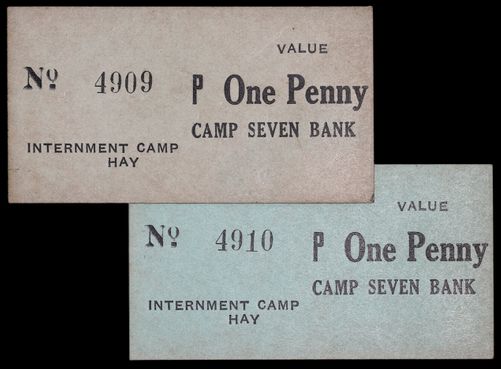 VALUE
Nº 4909 P One Penny
CAMP SEVEN BANK
INTERNMENT CAMP
HAY
VALUE
Nº 4910 P One Penny
CAMP SEVEN BANK
INTERNMENT CAMP
HAY